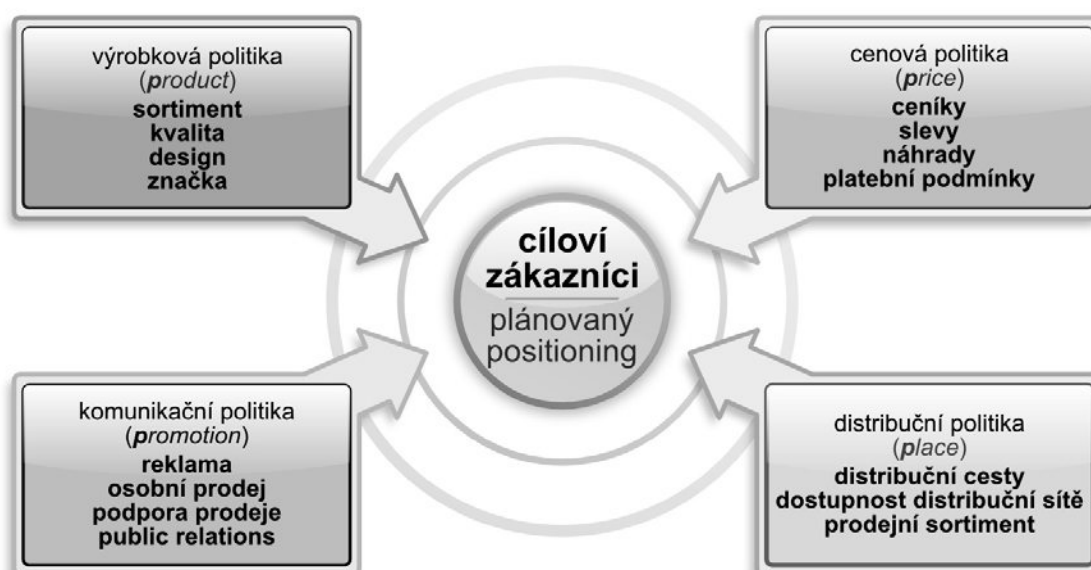 výrobková politika
(product)
sortiment
kvalita
design
značka
cenová politika
(price)
ceníky
slevy
náhrady
platební podmínky
cíloví
zákazníci
plánovaný
positioning
komunikační politika
(promotion)
reklama
osobní prodej
podpora prodeje
public relations
distribuční politika
(place)
distribuční cesty
dostupnost distribuční sítě
prodejní sortiment